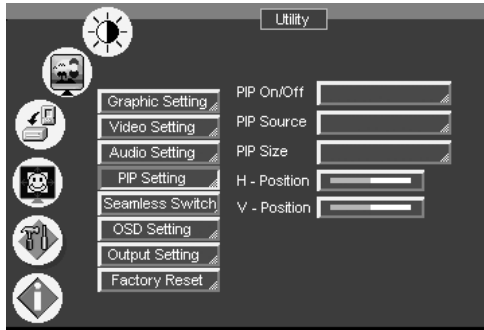 Utility
Graphic Setting
Video Setting
Audio Setting
PIP Setting
Seamless Switch
OSD Setting
Output Setting
Factory Reset
PIP On/Off
PIP Source
PIP Size
H - Position
V - Position